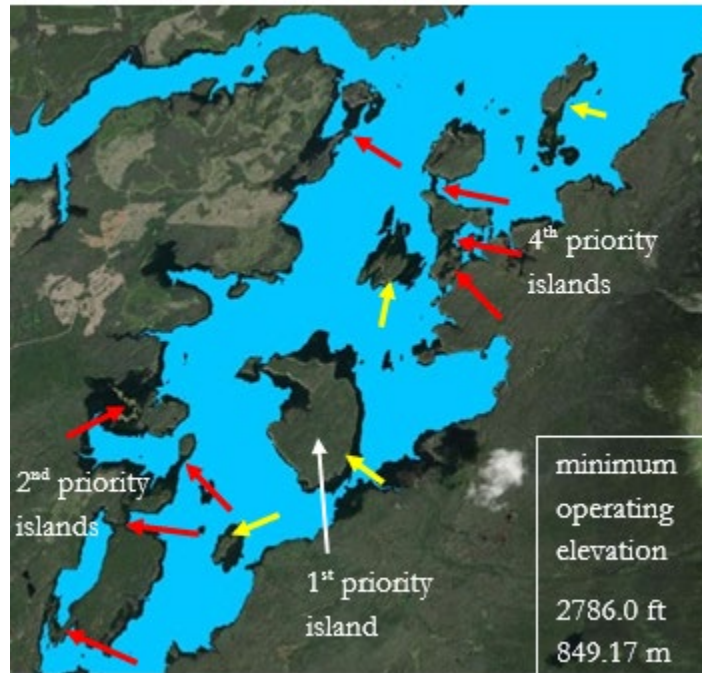 4th priority
islands
2nd priority
islands
1st priority
island
minimum
operating
elevation
2786.0 ft
849.17 m